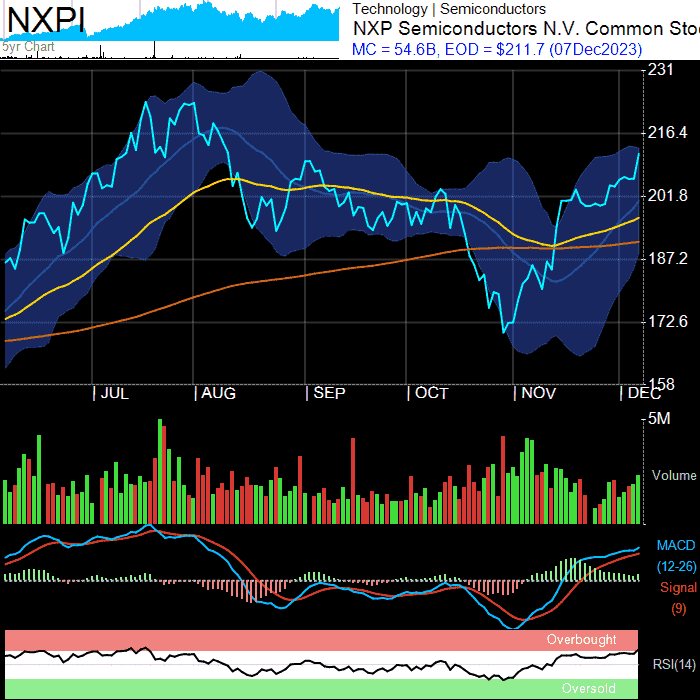 NXPI
5yr Chart
Technology | Semiconductors
NXP Semiconductors N.V. Common Sto
MC = 54.6B, EOD = $211.7 (07Dec2023)
231
216.4
201.8
187.2
172.6
158
JUL
AUG
SEP
OCT
NOV
DEC
5M
Volume
MACD
(12-26)
Signal
(9)
Overbought
RSI(14)
Oversold